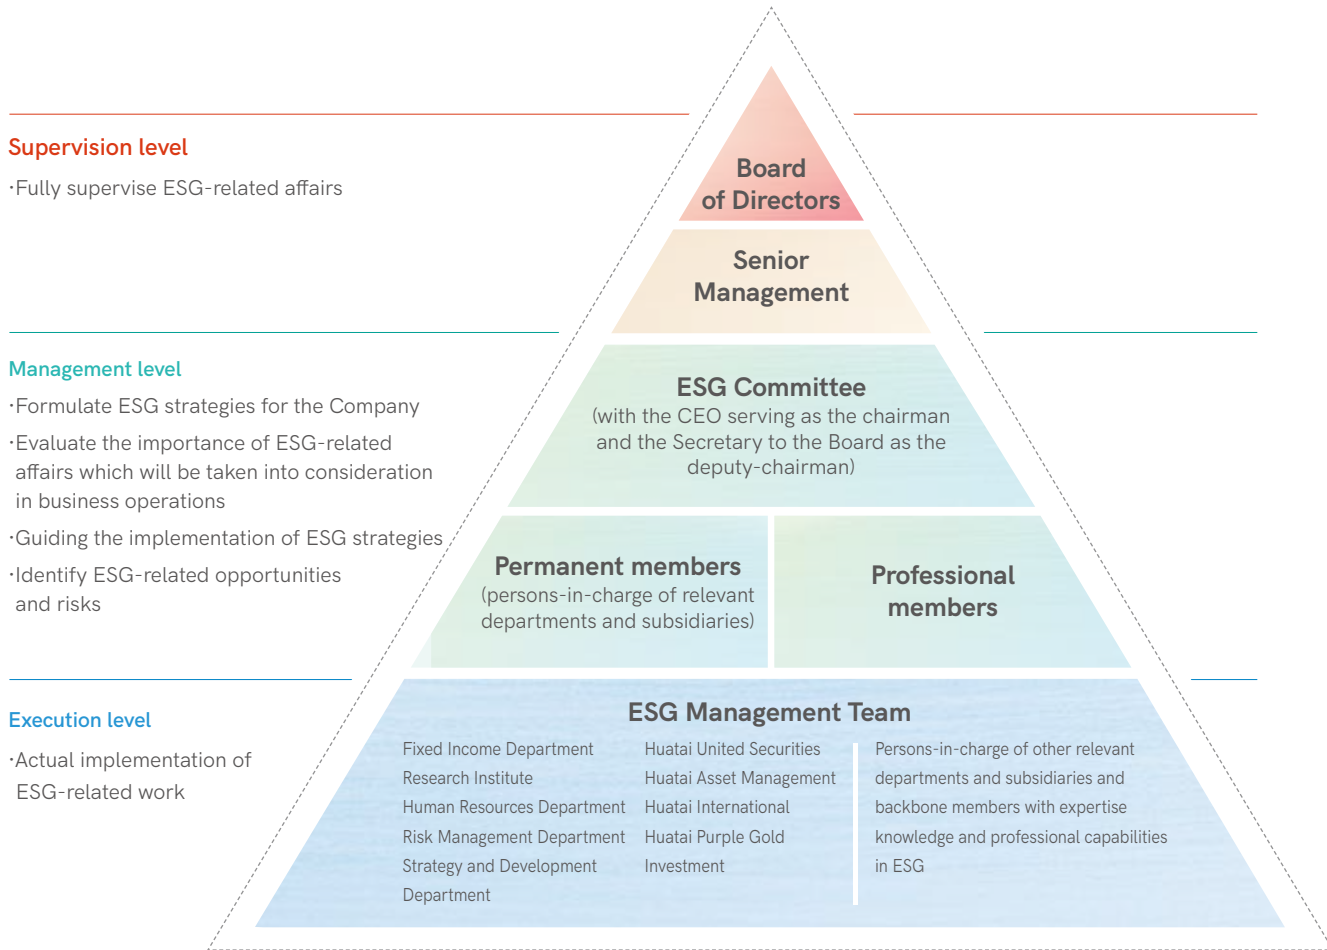 Supervision level
·Fully supervise ESG-related affairs
Board
of Directors
Senior
Management
Management level
·Formulate ESG strategies for the Company
·Evaluate the importance of ESG-related
affairs which will be taken into consideration
in business operations
·Guiding the implementation of ESG strategies
·Identify ESG-related opportunities
and risks
ESG Committee
(with the CEO serving as the chairman
and the Secretary to the Board as the
deputy-chairman)
Permanent members
(persons-in-charge of relevant
departments and subsidiaries)
Professional
members
Execution level
·Actual implementation of
ESG-related work
ESG Management Team
Fixed Income Department
Research Institute
Human Resources Department
Risk Management Department
Strategy and Development
Department
Huatai United Securities
Huatai Asset Management
Huatai International
Huatai Purple Gold
Investment
Persons-in-charge of other relevant
departments and subsidiaries and
backbone members with expertise
knowledge and professional capabilities
in ESG